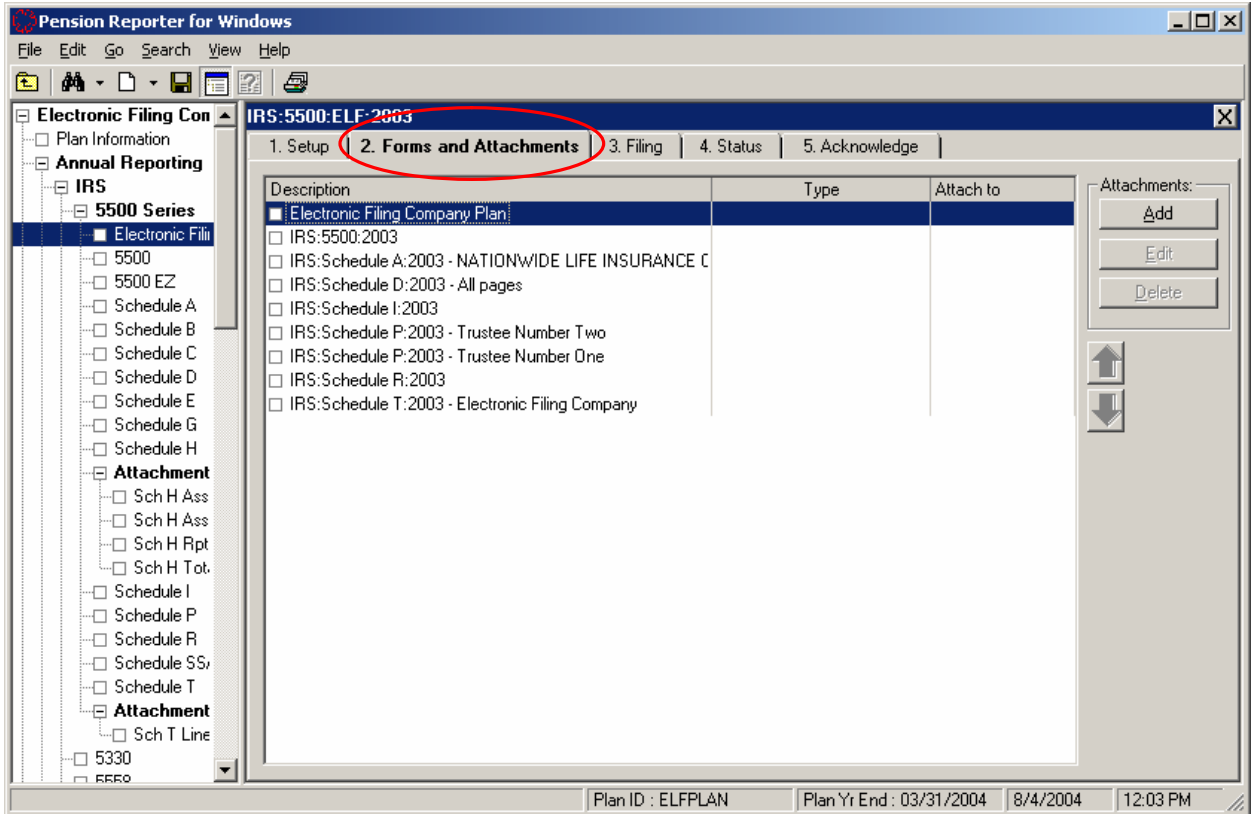 Pension Reporter for Windows
File Edit Go Search View Help
Electronic Filing Con
Plan Information
Annual Reporting
IRS
5500 Series
Electronic Filin
5500
5500 EZ
Schedule A
Schedule B
Schedule C
Schedule D
Schedule E
Schedule G
Schedule H
Attachment
Sch H Ass
Sch H Ass
Sch H Rpt
Sch H Tot
Schedule I
Schedule P
Schedule R
Schedule SS
Schedule T
Attachment
Sch T Line
5330
5558
IRS:5500:ELF:2003
1. Setup 2. Forms and Attachments 3. Filing 4. Status 5. Acknowledge
Description Type Attach to
Electronic Filing Company Plan
IRS:5500:2003
IRS:Schedule A:2003 - NATIONWIDE LIFE INSURANCE C
IRS:Schedule D:2003 - All pages
IRS:Schedule I:2003
IRS:Schedule P:2003 - Trustee Number Two
IRS:Schedule P:2003 - Trustee Number One
IRS:Schedule R:2003
IRS:Schedule T:2003 - Electronic Filing Company
Attachments:
Add
Edit
Delete
Plan ID : ELFPLAN Plan Yr End : 03/31/2004 8/4/2004 12:03 PM